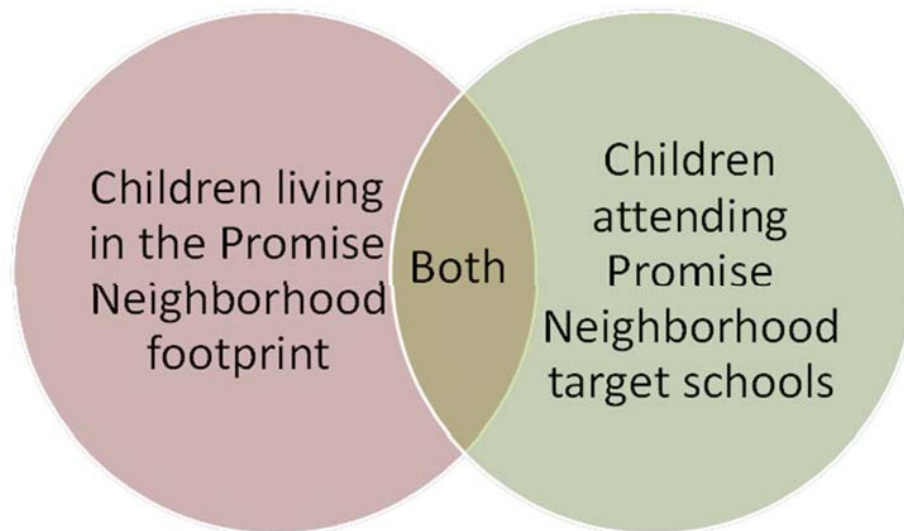 Children living
in the Promise
Neighborhood
footprint
Both
Children
attending
Promise
Neighborhood
target schools